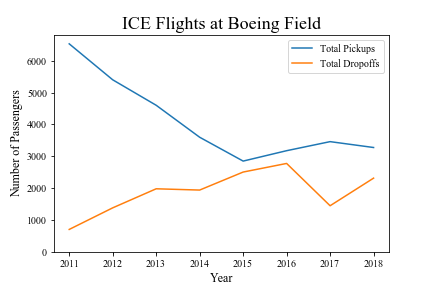 ICE Flights at Boeing Field
Total Pickups
Total Dropoffs
Number of Passengers
6000
5000
4000
3000
2000
1000
0
2011 2012 2013 2014 2015 2016 2017 2018
Year